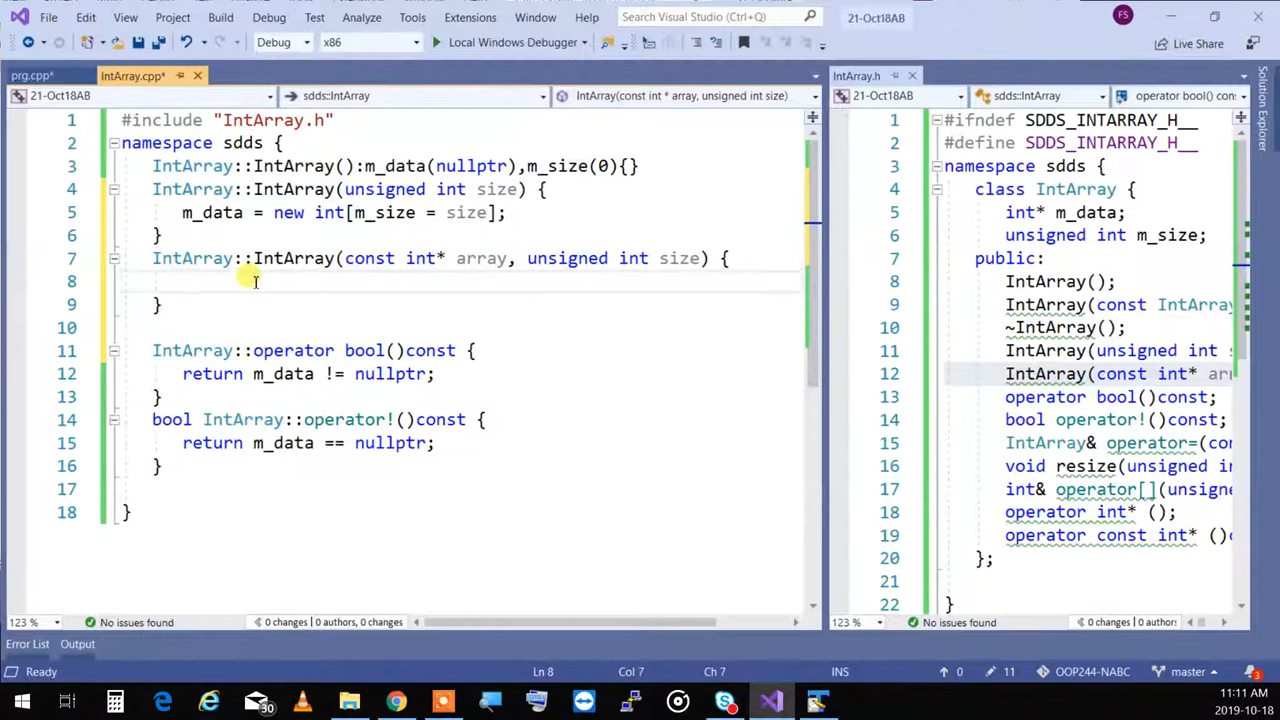 File Edit View Project Build Debug Test Analyze Tools Extensions Window Help Search Visual Studio (Ctrl+Q) 21-Oct18AB FS
Debug x86 Local Windows Debugger Live Share
prg.cpp* IntArray.cpp* IntArray.h
21-Oct18AB sdds::IntArray IntArray(const int * array, unsigned int size) 21-Oct18AB sdds::IntArray operator bool() cons
Solution Explorer
1 #include "IntArray.h"
2 namespace sdds {
3 IntArray::IntArray():m_data(nullptr),m_size(0){}
4 IntArray::IntArray(unsigned int size) {
5 m_data = new int[m_size = size];
6 }
7 IntArray::IntArray(const int* array, unsigned int size) {
8
9 }
10
11 IntArray::operator bool()const {
12 return m_data != nullptr;
13 }
14 bool IntArray::operator!()const {
15 return m_data == nullptr;
16 }
17
18 }
1 #ifndef SDDS_INTARRAY_H__
2 #define SDDS_INTARRAY_H__
3 namespace sdds {
4 class IntArray {
5 int* m_data;
6 unsigned int m_size;
7 public:
8 IntArray();
9 IntArray(const IntArray
10 ~IntArray();
11 IntArray(unsigned int s
12 IntArray(const int* arr
13 operator bool()const;
14 bool operator!()const;
15 IntArray& operator=(con
16 void resize(unsigned in
17 int& operator[](unsigne
18 operator int* ();
19 operator const int* ()c
20 };
21
22 }
123 % No issues found 0 changes | 0 authors, 0 changes 123 % No issues found 0 changes | 0 author
Error List Output
Ready Ln 8 Col 7 Ch 7 INS 0 11 OOP244-NABC master 3
30
11:11 AM
2019-10-18